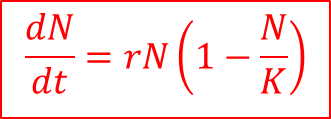 dN/dt = rN(1 − N/K)